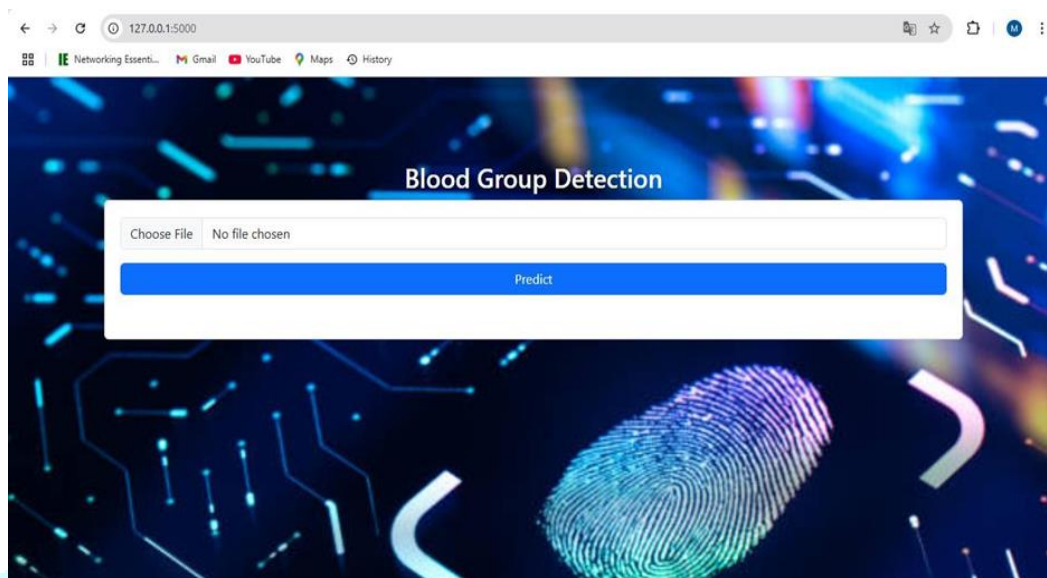 127.0.0.1:5000
Networking Essenti... Gmail YouTube Maps History
Blood Group Detection
Choose File No file chosen
Predict